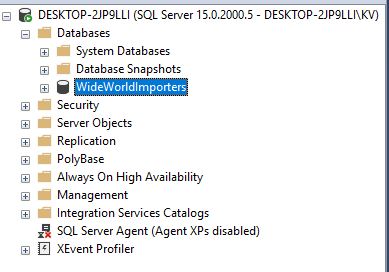 DESKTOP-2JP9LLI (SQL Server 15.0.2000.5 - DESKTOP-2JP9LLI\KV)
Databases
System Databases
Database Snapshots
WideWorldImporters
Security
Server Objects
Replication
PolyBase
Always On High Availability
Management
Integration Services Catalogs
SQL Server Agent (Agent XPs disabled)
XEvent Profiler